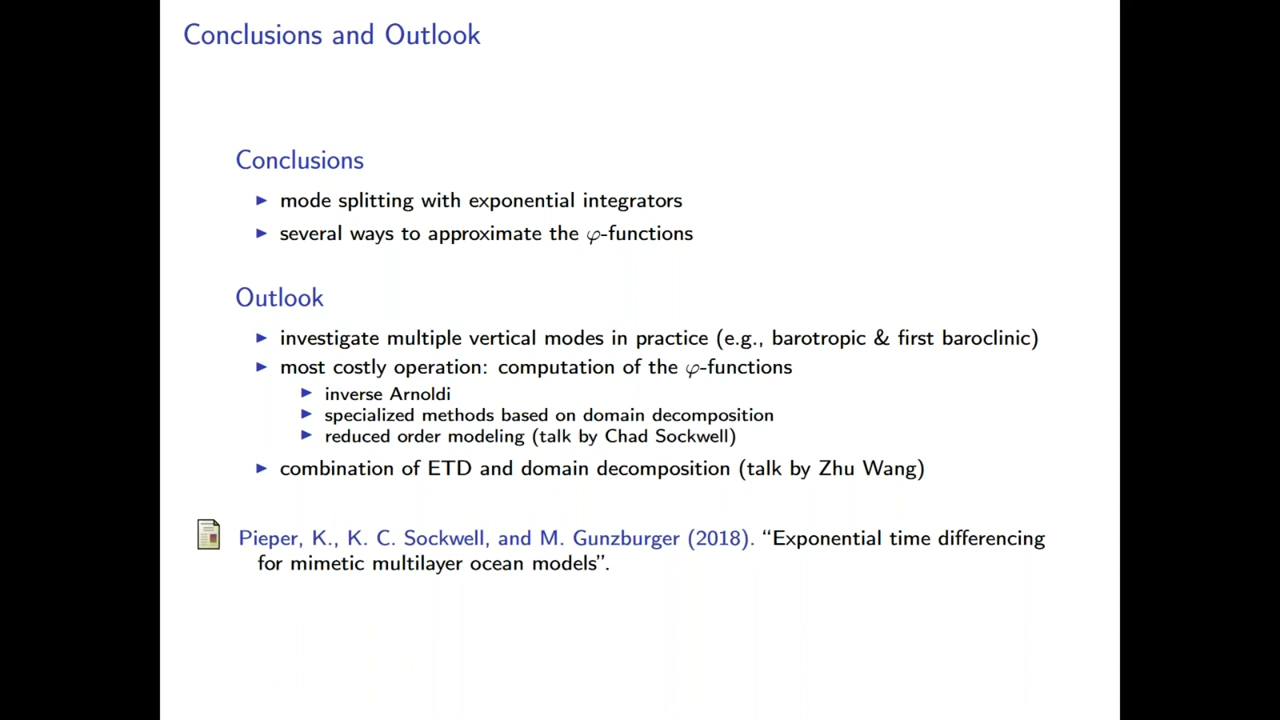 Conclusions and Outlook
Conclusions
▶ mode splitting with exponential integrators
▶ several ways to approximate the φ-functions
Outlook
▶ investigate multiple vertical modes in practice (e.g., barotropic & first baroclinic)
▶ most costly operation: computation of the φ-functions
▶ inverse Arnoldi
▶ specialized methods based on domain decomposition
▶ reduced order modeling (talk by Chad Sockwell)
▶ combination of ETD and domain decomposition (talk by Zhu Wang)
Pieper, K., K. C. Sockwell, and M. Gunzburger (2018). “Exponential time differencing
for mimetic multilayer ocean models”.